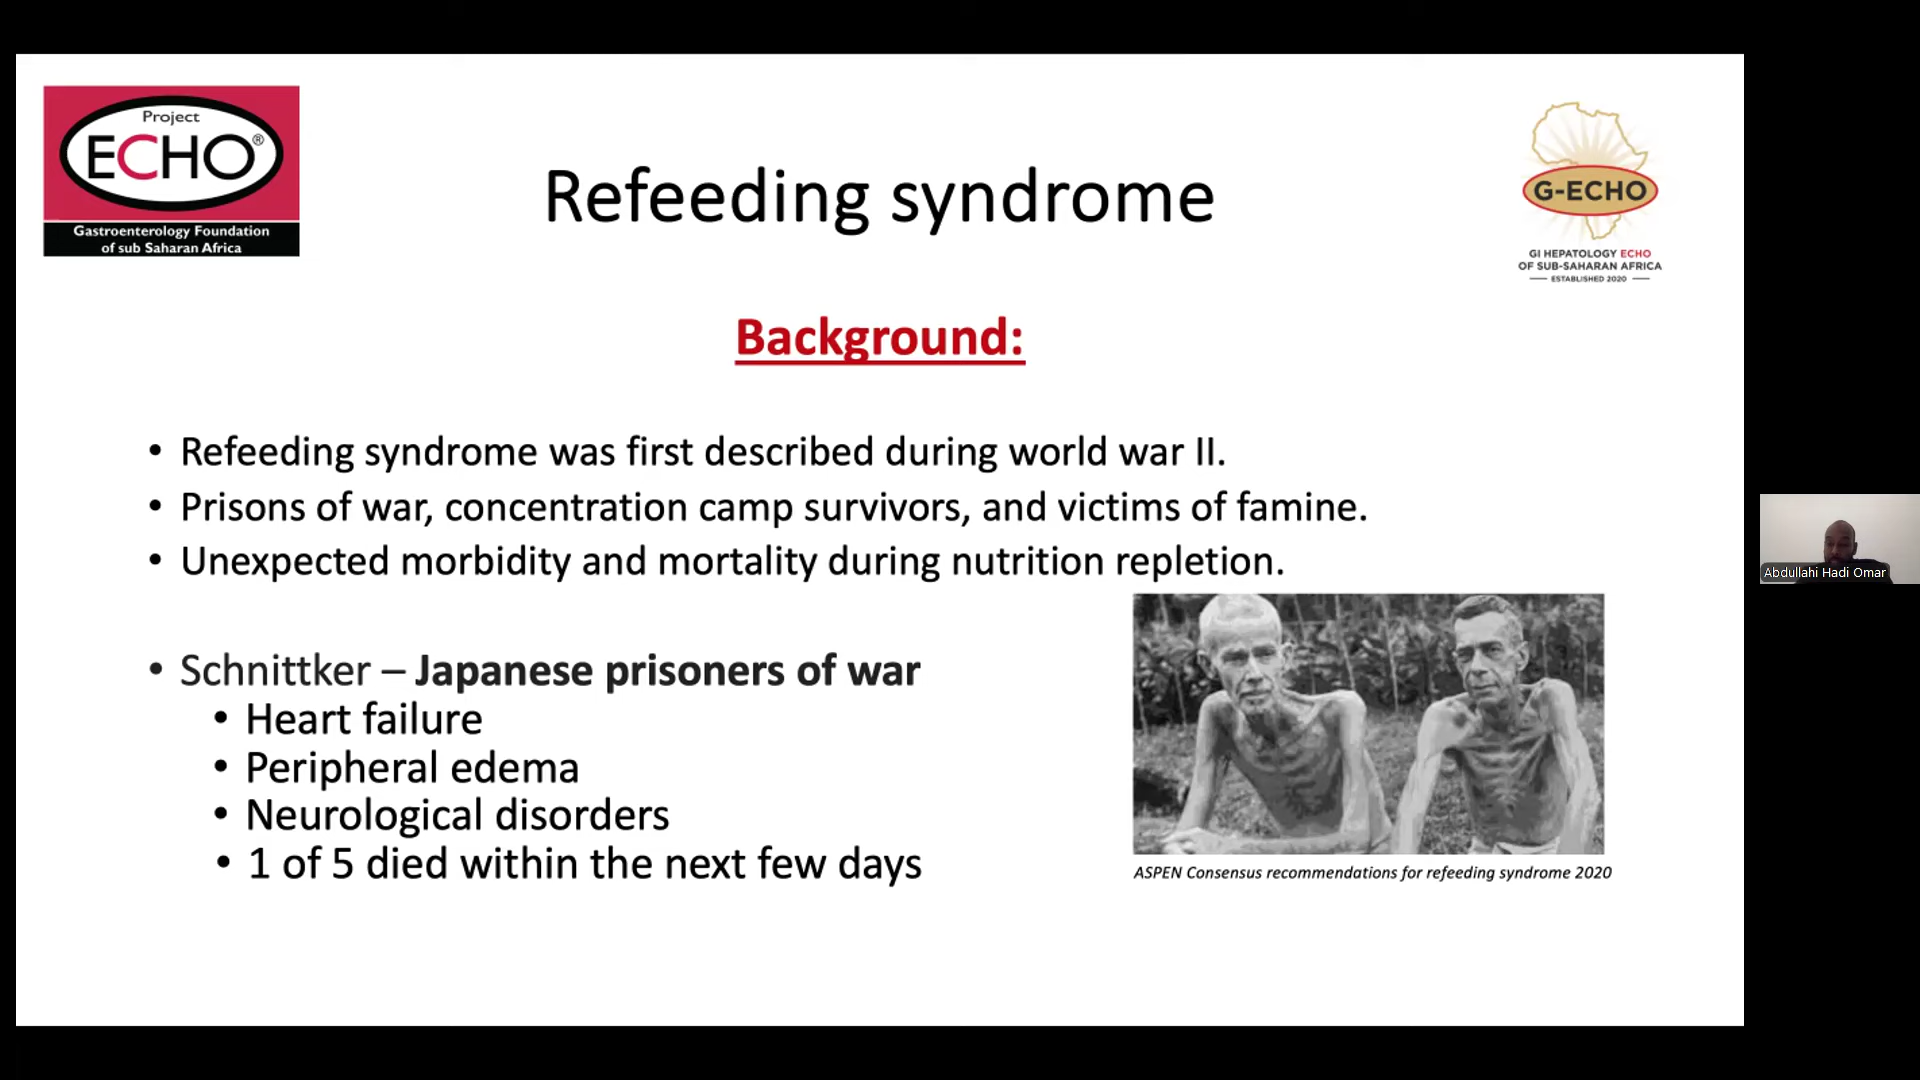 Project
ECHO®
Gastroenterology Foundation
of sub Saharan Africa
Refeeding syndrome
G-ECHO
GI HEPATOLOGY ECHO
OF SUB-SAHARAN AFRICA
ESTABLISHED 2020
Background:
• Refeeding syndrome was first described during world war II.
• Prisons of war, concentration camp survivors, and victims of famine.
• Unexpected morbidity and mortality during nutrition repletion.
• Schnittker – Japanese prisoners of war
• Heart failure
• Peripheral edema
• Neurological disorders
• 1 of 5 died within the next few days
ASPEN Consensus recommendations for refeeding syndrome 2020
Abdullahi Hadi Omar